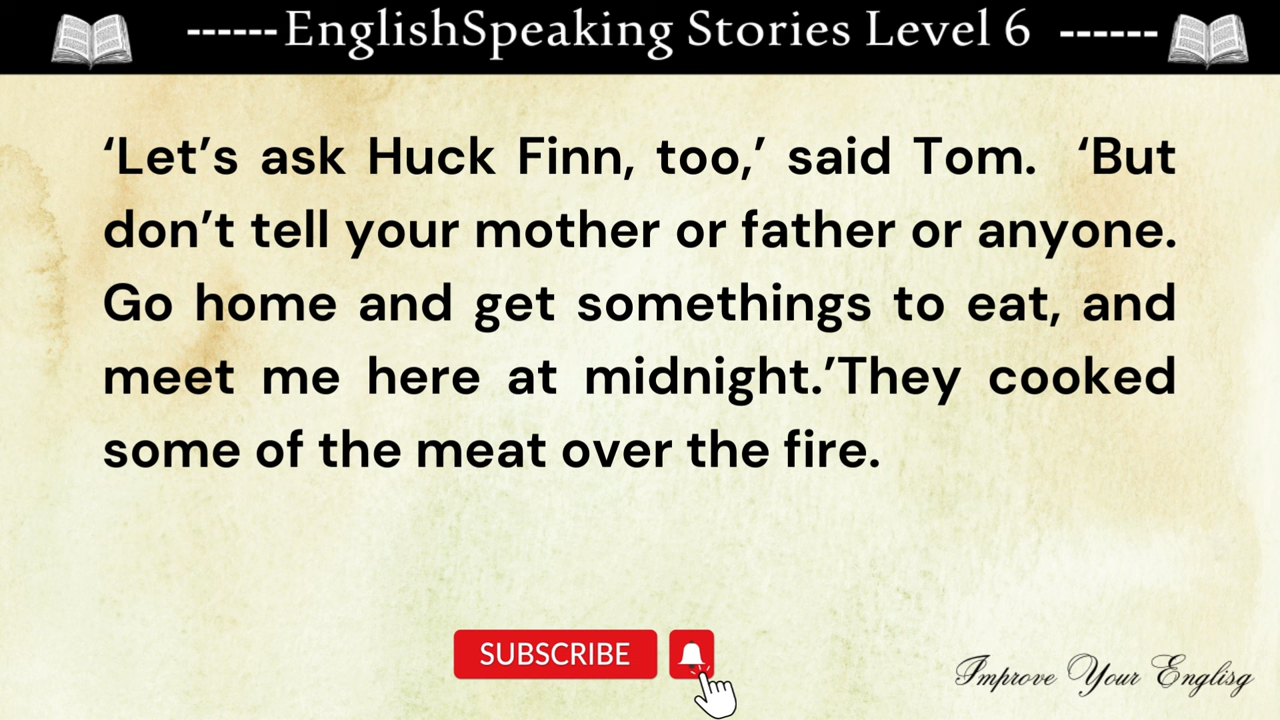 ------EnglishSpeaking Stories Level 6 ------
‘Let’s ask Huck Finn, too,’ said Tom.  ‘But
don’t tell your mother or father or anyone.
Go home and get somethings to eat, and
meet me here at midnight.’They cooked
some of the meat over the fire.
SUBSCRIBE
Improve Your Englisg